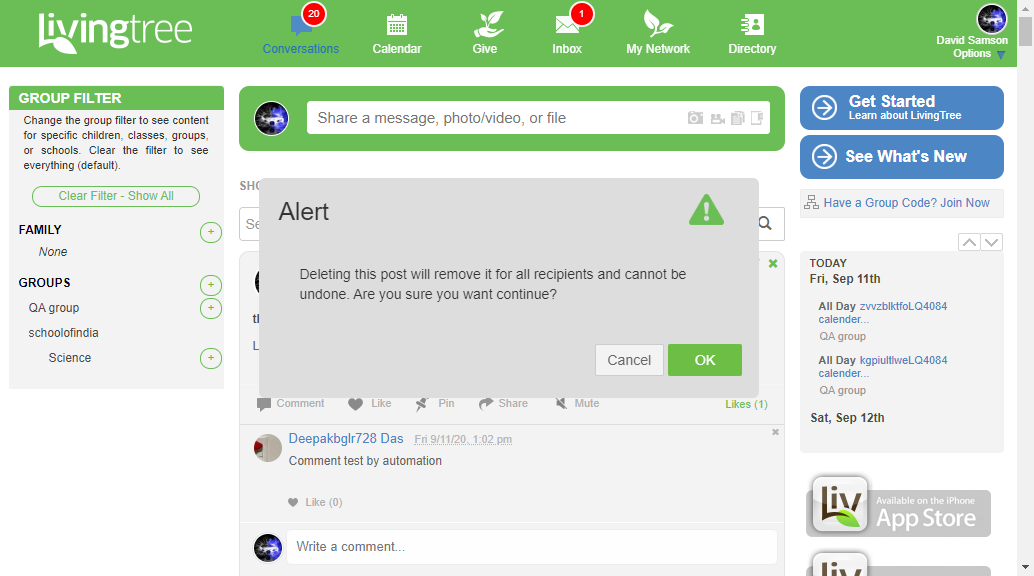 livingtree
20
Conversations
Calendar
Give
1
Inbox
My Network
Directory
David Samson
Options
GROUP FILTER
Change the group filter to see content
for specific children, classes, groups,
or schools. Clear the filter to see
everything (default).
Clear Filter - Show All
FAMILY
+
None
GROUPS
+
QA group
+
schoolofindia
Science
+
Share a message, photo/video, or file
Alert
Deleting this post will remove it for all recipients and cannot be
undone. Are you sure you want continue?
Cancel
OK
Comment
Like
Pin
Share
Mute
Likes (1)
Deepakbglr728 Das Fri 9/11/20, 1:02 pm
Comment test by automation
Like (0)
Write a comment...
Get Started
Learn about LivingTree
See What's New
Have a Group Code? Join Now
TODAY
Fri, Sep 11th
All Day zvvzblktfoLQ4084
calender...
QA group
All Day kgpiultlweLQ4084
calender...
QA group
Sat, Sep 12th
Liv
Available on the iPhone
App Store